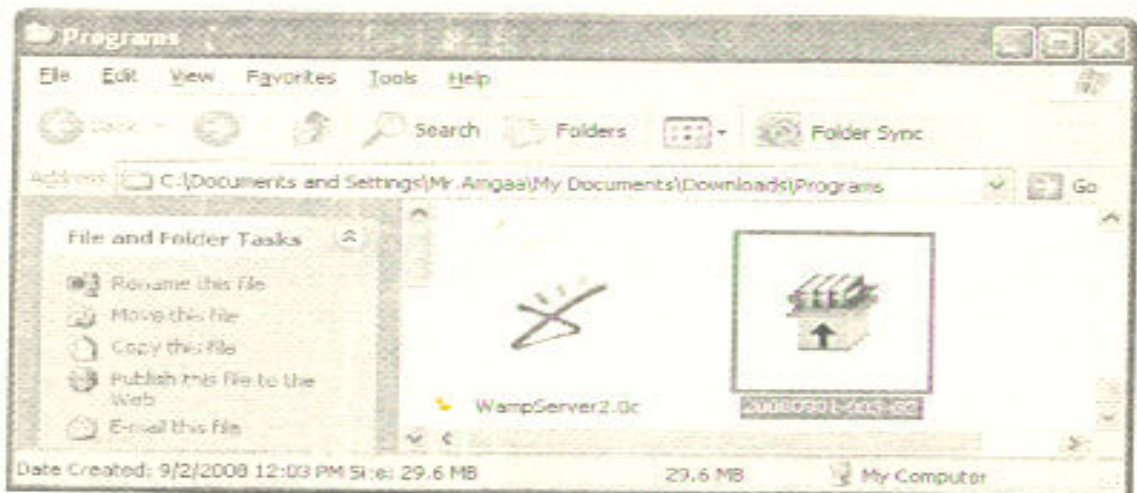 Programs
File Edit View Favorites Tools Help
Back Search Folders Folder Sync
Address C:\Documents and Settings\Mr.Amgaa\My Documents\Downloads\Programs Go
File and Folder Tasks
Rename this file
Move this file
Copy this file
Publish this file to the
Web
E-mail this file
WampServer2.0c
Date Created: 9/2/2008 12:03 PM Size: 29.6 MB 29.6 MB My Computer